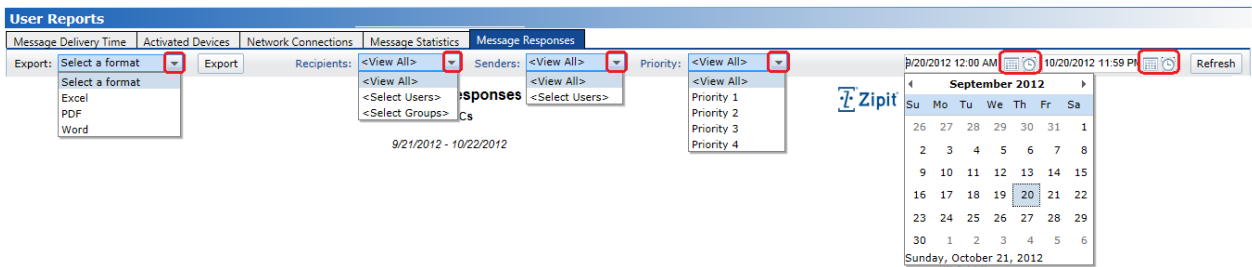 User Reports
Message Delivery Time Activated Devices Network Connections Message Statistics Message Responses
Export: Select a format Export Recipients: <View All> Senders: <View All> Priority: <View All> 9/20/2012 12:00 AM 10/20/2012 11:59 PM Refresh
Select a format
Excel
PDF
Word
<View All>
<Select Users>
<Select Groups>
<View All>
<Select Users>
<View All>
Priority 1
Priority 2
Priority 3
Priority 4
esponses
Cs
9/21/2012 - 10/22/2012
Zipit
September 2012
Su Mo Tu We Th Fr Sa
26 27 28 29 30 31 1
2 3 4 5 6 7 8
9 10 11 12 13 14 15
16 17 18 19 20 21 22
23 24 25 26 27 28 29
30 1 2 3 4 5 6
Sunday, October 21, 2012